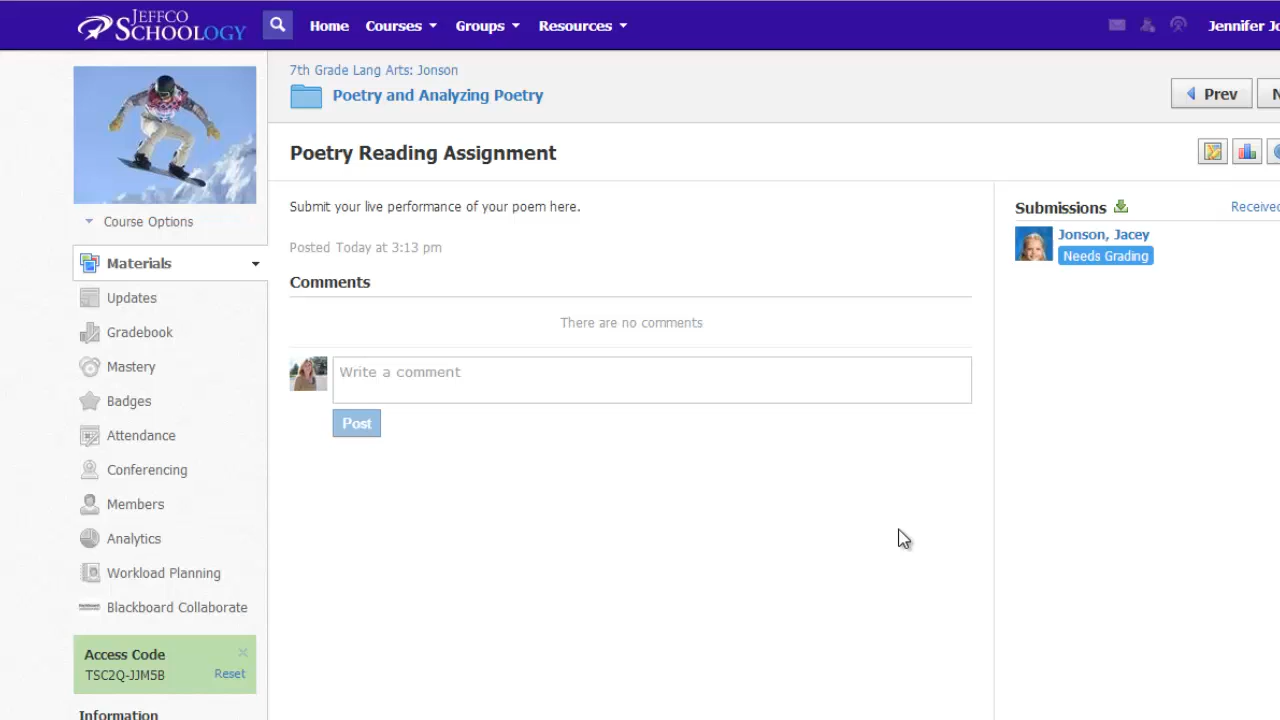 JEFFCO
SCHOOLOGY
Home Courses Groups Resources
Jennifer
7th Grade Lang Arts: Jonson
Poetry and Analyzing Poetry
Prev
Poetry Reading Assignment
Course Options
Materials
Updates
Gradebook
Mastery
Badges
Attendance
Conferencing
Members
Analytics
Workload Planning
Blackboard Collaborate
Access Code
TSC2Q-JJM5B Reset
Information
Submit your live performance of your poem here.
Posted Today at 3:13 pm
Comments
There are no comments
Write a comment
Post
Submissions Received
Jonson, Jacey
Needs Grading